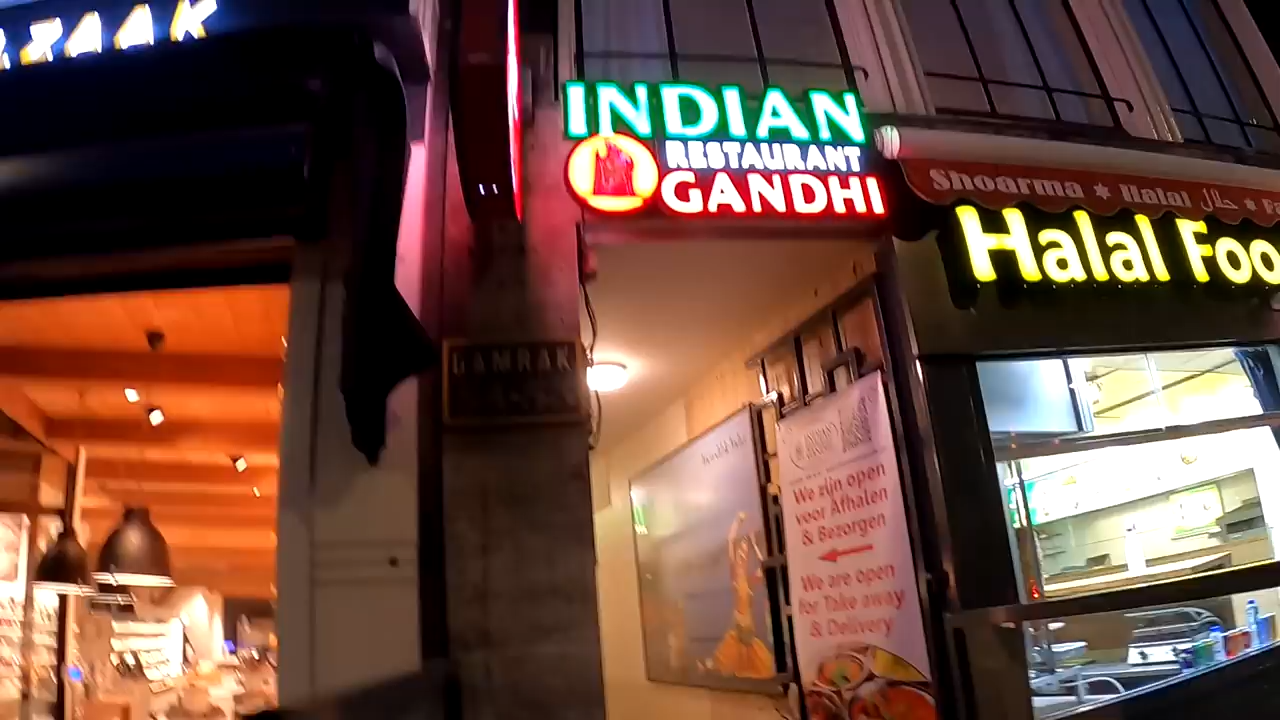 ZAAK
INDIAN
RESTAURANT
GANDHI
Shoarma * Halal حلال *
Halal Foo
DAMRAK
We zijn open
voor Afhalen
& Bezorgen
We are open
for Take away
& Delivery